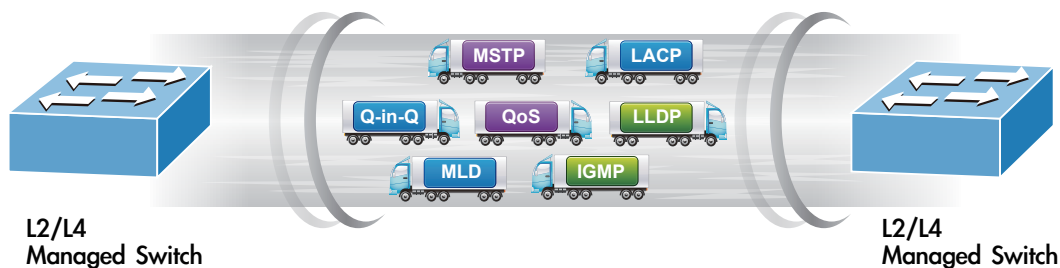 MSTP
LACP
Q-in-Q
QoS
LLDP
MLD
IGMP
L2/L4
Managed Switch
L2/L4
Managed Switch